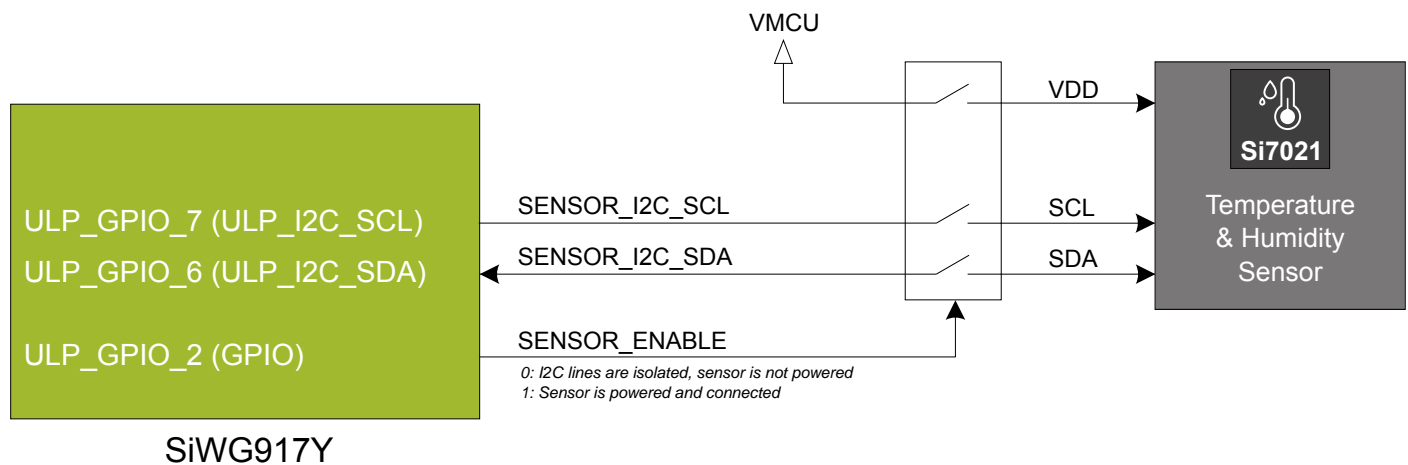 VMCU
VDD
Si7021
ULP_GPIO_7 (ULP_I2C_SCL)
SENSOR_I2C_SCL
SCL
Temperature
& Humidity
Sensor
ULP_GPIO_6 (ULP_I2C_SDA)
SENSOR_I2C_SDA
SDA
ULP_GPIO_2 (GPIO)
SENSOR_ENABLE
0: I2C lines are isolated, sensor is not powered
1: Sensor is powered and connected
SiWG917Y